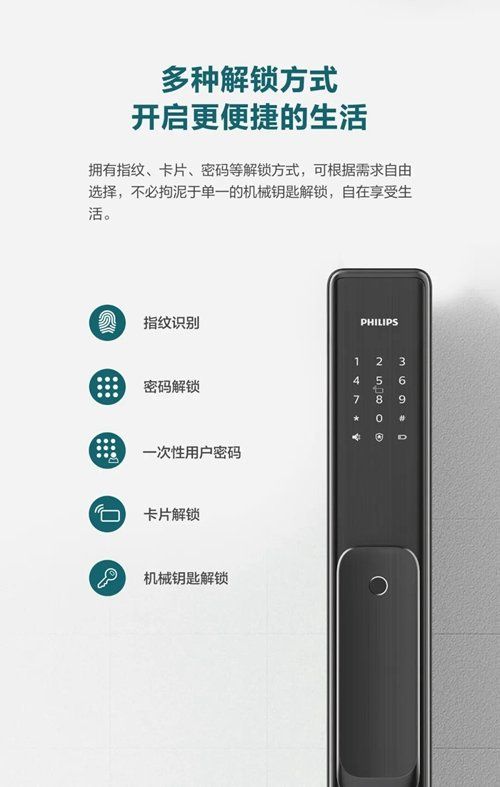 多种解锁方式
开启更便捷的生活
拥有指纹、卡片、密码等解锁方式，可根据需求自由
选择，不必拘泥于单一的机械钥匙解锁，自在享受生
活。
指纹识别
密码解锁
一次性用户密码
卡片解锁
机械钥匙解锁
PHILIPS
1 2 3
4 5 6
7 8 9
* 0 #